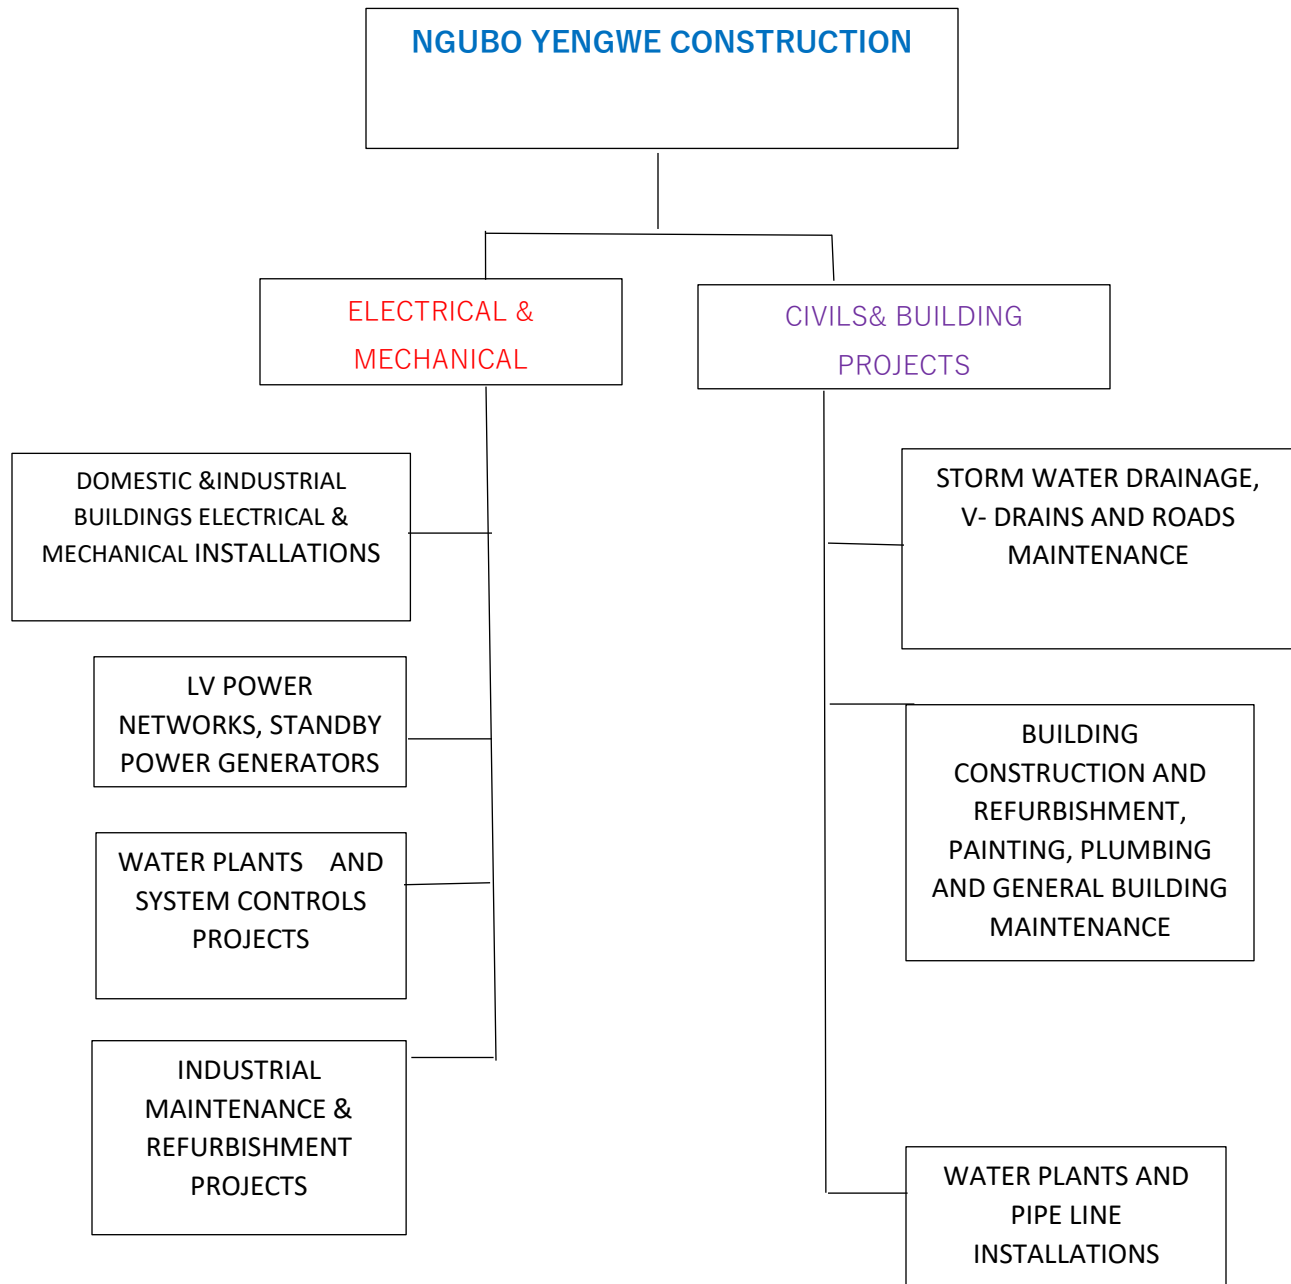 NGUBO YENGWE CONSTRUCTION
ELECTRICAL &
MECHANICAL
CIVILS& BUILDING
PROJECTS
DOMESTIC &INDUSTRIAL
BUILDINGS ELECTRICAL &
MECHANICAL INSTALLATIONS
LV POWER
NETWORKS, STANDBY
POWER GENERATORS
WATER PLANTS AND
SYSTEM CONTROLS
PROJECTS
INDUSTRIAL
MAINTENANCE &
REFURBISHMENT
PROJECTS
STORM WATER DRAINAGE,
V- DRAINS AND ROADS
MAINTENANCE
BUILDING
CONSTRUCTION AND
REFURBISHMENT,
PAINTING, PLUMBING
AND GENERAL BUILDING
MAINTENANCE
WATER PLANTS AND
PIPE LINE
INSTALLATIONS